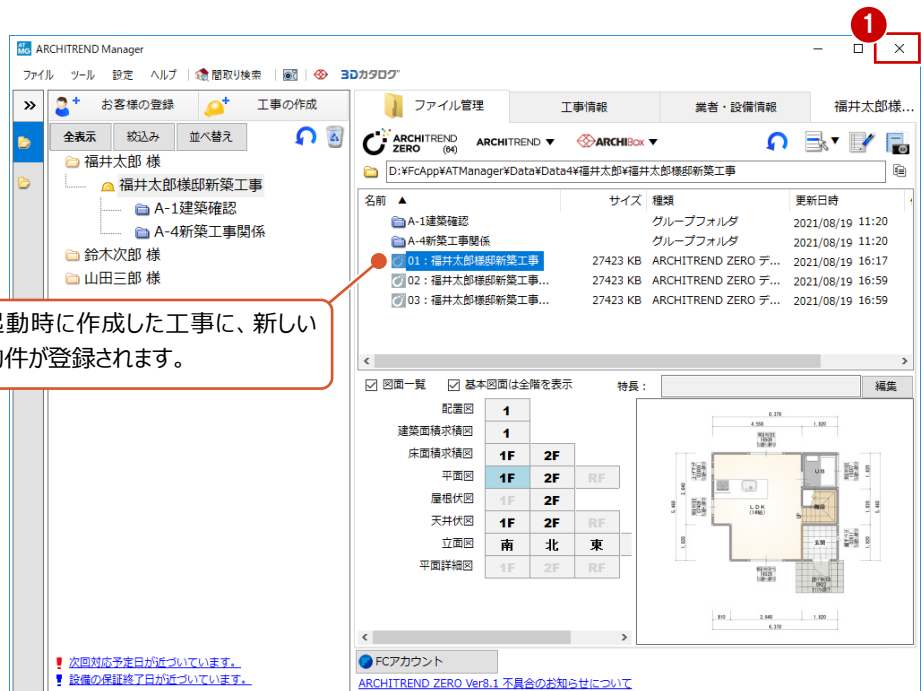 1
ARCHITREND Manager
ファイル ツール 設定 ヘルプ 間取り検索 3Dカタログ
お客様の登録 工事の作成
全表示 絞込み 並べ替え
福井太郎 様
福井太郎様邸新築工事
A-1建築確認
A-4新築工事関係
鈴木次郎 様
山田三郎 様
起動時に作成した工事に、新しい
物件が登録されます。
次回対応予定日が近づいています。
設備の保証終了日が近づいています。
ファイル管理 工事情報 業者・設備情報 福井太郎様...
ARCHITREND ZERO (64) ARCHITREND ▼ ARCHIBox ▼
D:¥FcApp¥ATManager¥Data¥Data4¥福井太郎¥福井太郎様邸新築工事
名前 ▲ サイズ 種類 更新日時
A-1建築確認 グループフォルダ 2021/08/19 11:20
A-4新築工事関係 グループフォルダ 2021/08/19 11:20
01：福井太郎様邸新築工事 27423 KB ARCHITREND ZERO デ... 2021/08/19 16:17
02：福井太郎様邸新築工事... 27423 KB ARCHITREND ZERO デ... 2021/08/19 16:59
03：福井太郎様邸新築工事... 27423 KB ARCHITREND ZERO デ... 2021/08/19 16:59
図面一覧 基本図面は全階を表示 特長： 編集
配置図 1
建築面積求積図 1
床面積求積図 1F 2F
平面図 1F 2F RF
屋根伏図 1F 2F
天井伏図 1F 2F RF
立面図 南 北 東
平面詳細図 1F 2F RF
6,370
4,550 1,820
UB
LDK
階段
玄関
910 3,640 1,820
6,370
FCアカウント
ARCHITREND ZERO Ver8.1 不具合のお知らせについて